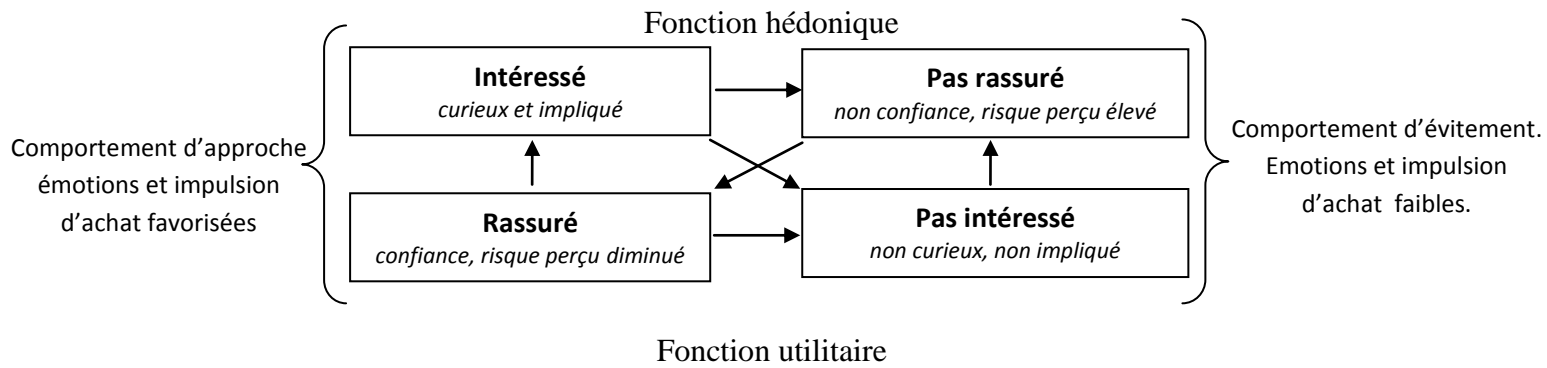 Fonction hédonique
Intéressé
curieux et impliqué
Pas rassuré
non confiance, risque perçu élevé
Comportement d’approche
émotions et impulsion
d’achat favorisées
Comportement d’évitement.
Emotions et impulsion
d’achat faibles.
Rassuré
confiance, risque perçu diminué
Pas intéressé
non curieux, non impliqué
Fonction utilitaire